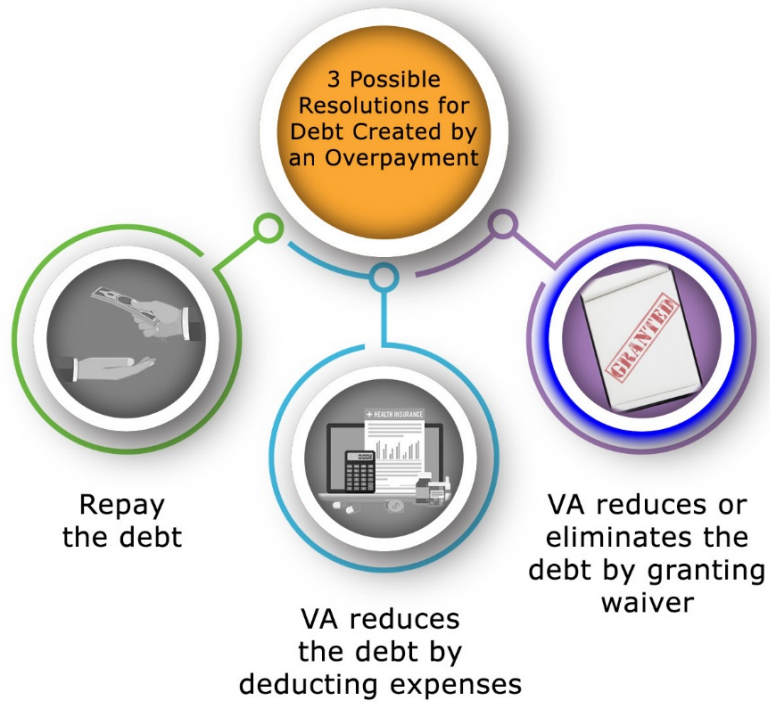 3 Possible
Resolutions for
Debt Created by
an Overpayment
Repay
the debt
+ HEALTH INSURANCE
VA reduces
the debt by
deducting expenses
GRANTED
VA reduces or
eliminates the
debt by granting
waiver